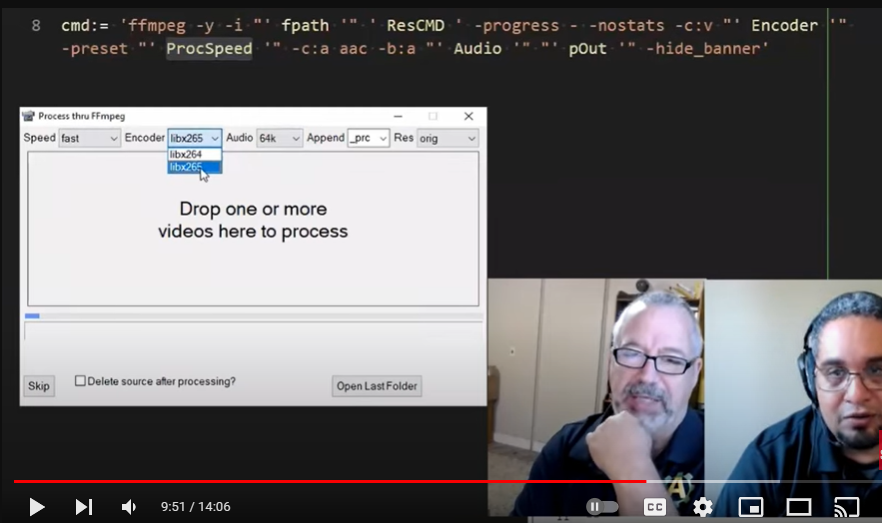 8 cmd:= 'ffmpeg -y -i "' fpath '" ' ResCMD ' -progress - -nostats -c:v "' Encoder '"
-preset "' ProcSpeed '" -c:a aac -b:a "' Audio '" "' pOut '" -hide_banner'
Process thru FFmpeg
Speed fast Encoder libx265 Audio 64k Append _prc Res orig
libx264
libx265
Drop one or more
videos here to process
Skip Delete source after processing? Open Last Folder
9:51 / 14:06 CC